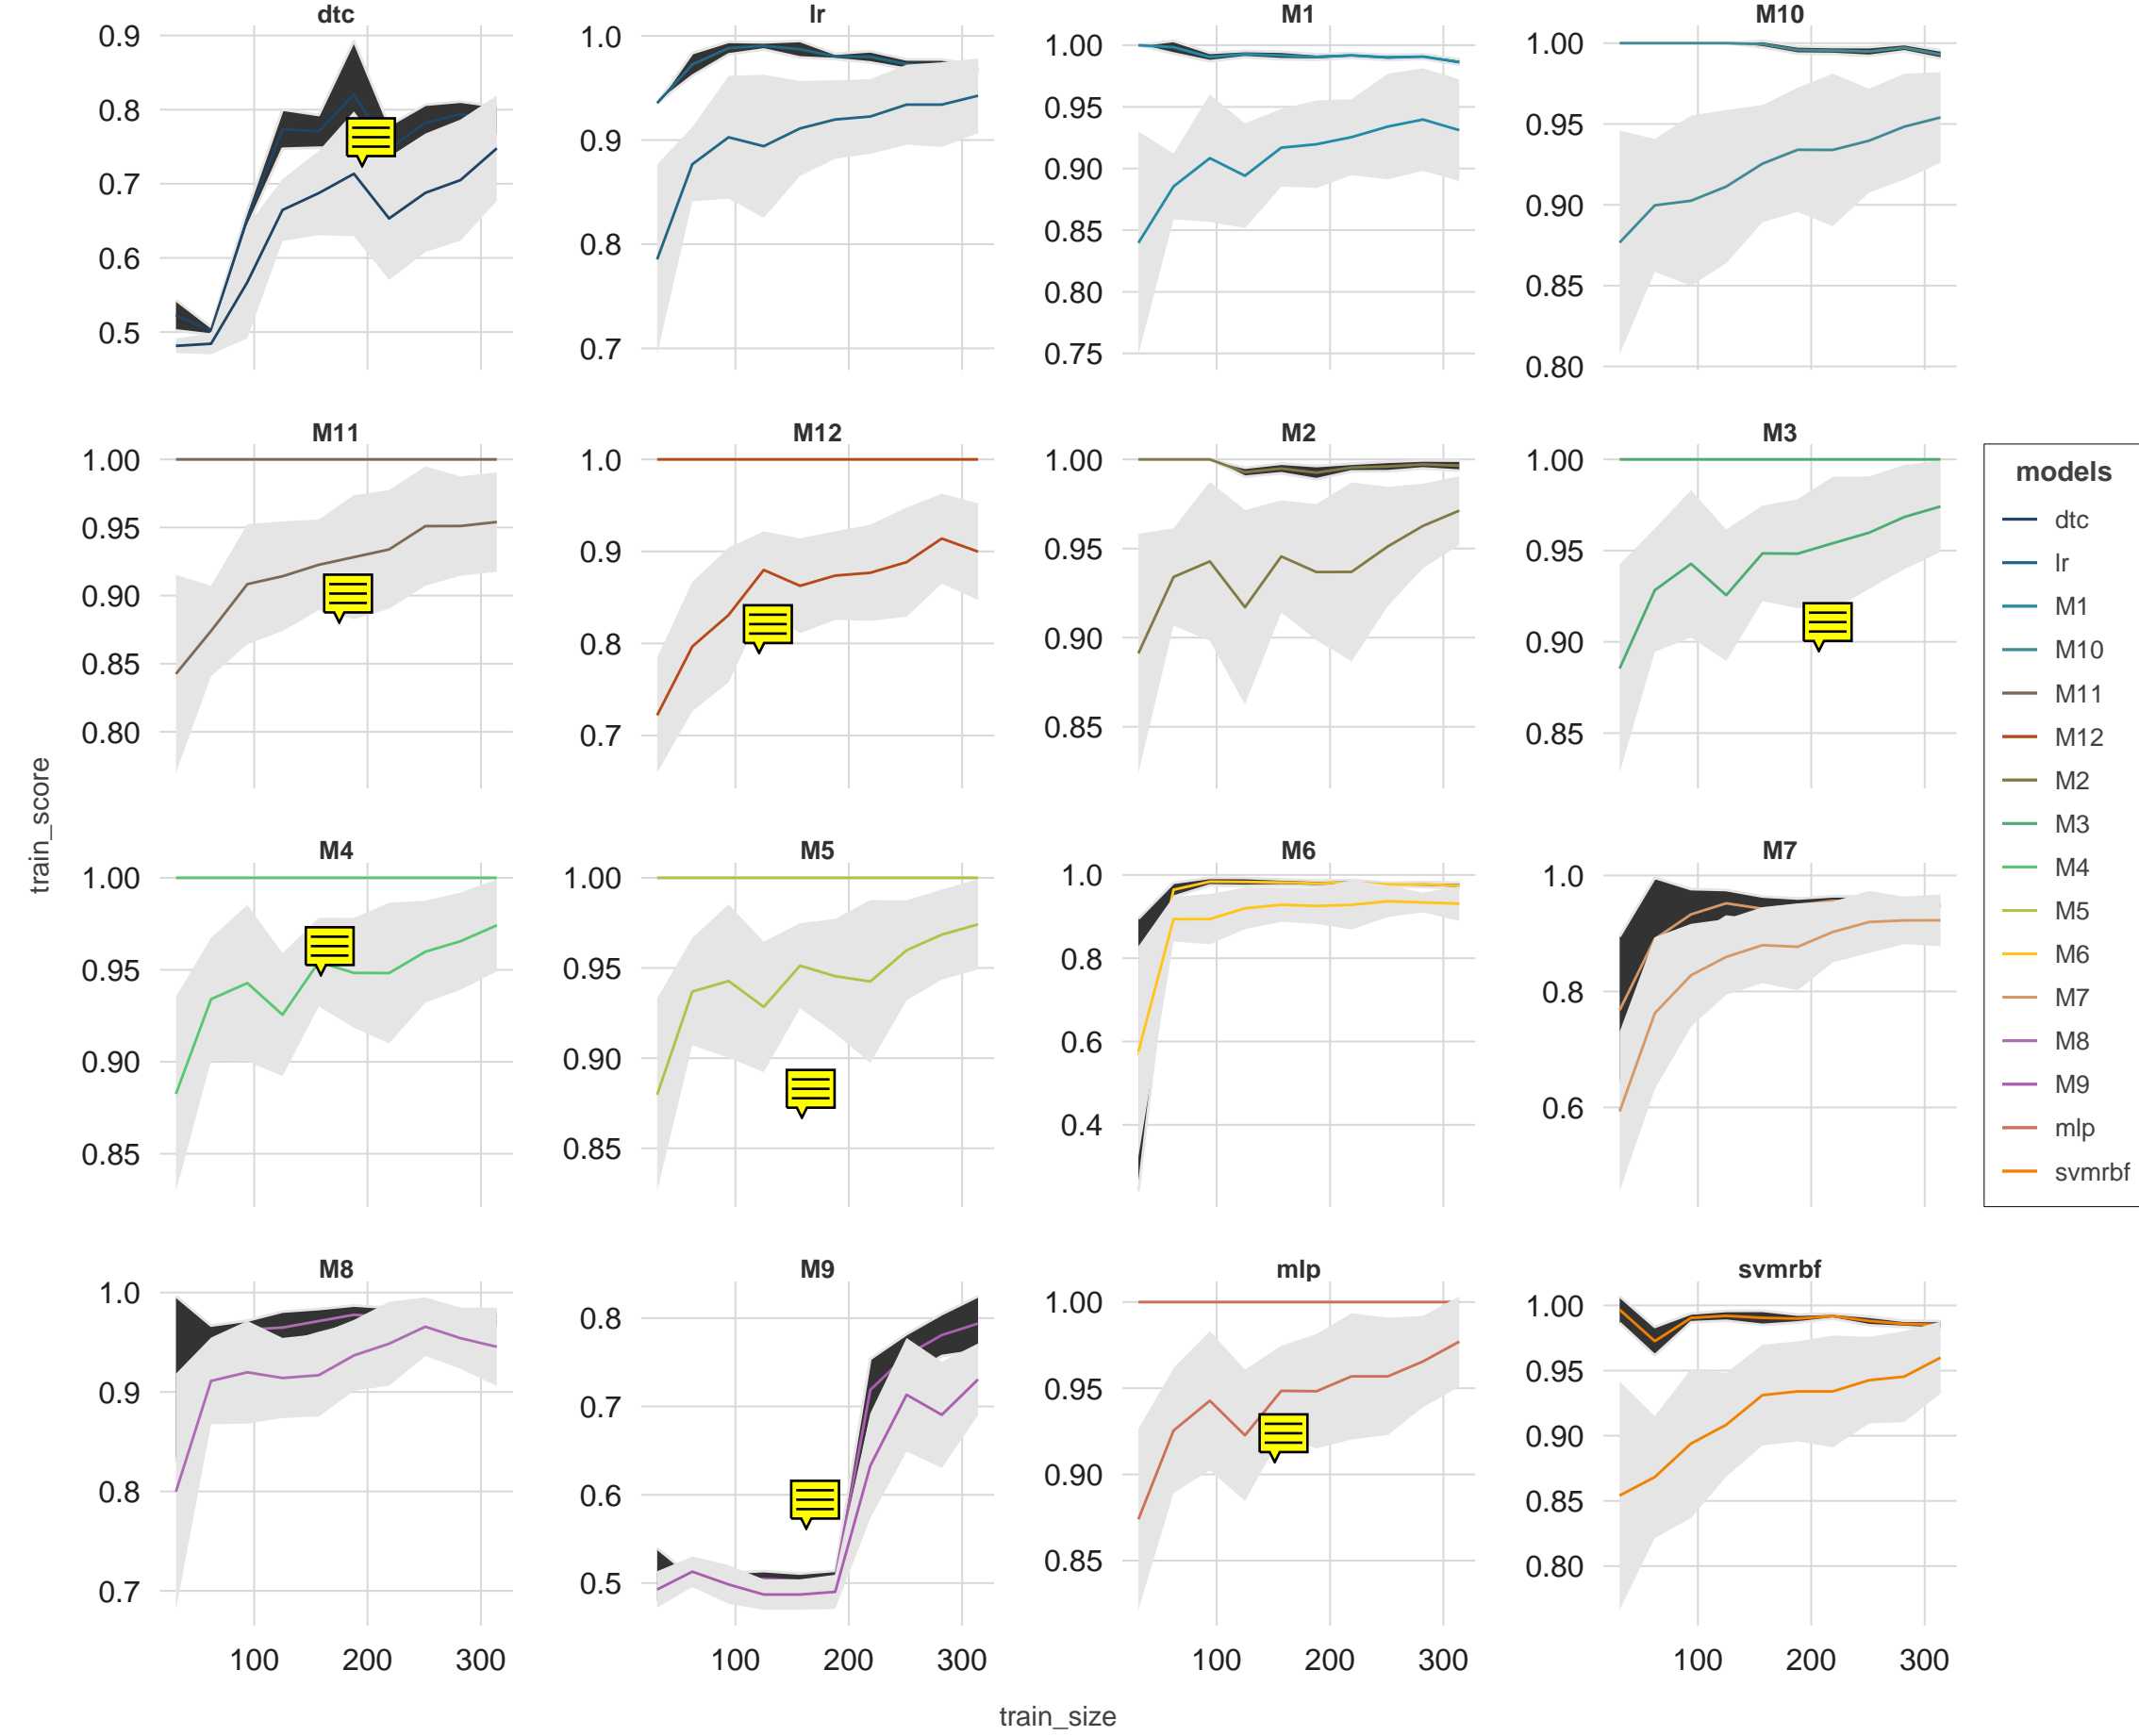 dtc
lr
M1
M10
0.9
0.8
0.7
0.6
0.5
1.0
0.9
0.8
0.7
1.00
0.95
0.90
0.85
0.80
0.75
1.00
0.95
0.90
0.85
0.80
M11
M12
M2
M3
1.00
0.95
0.90
0.85
0.80
1.0
0.9
0.8
0.7
1.00
0.95
0.90
0.85
1.00
0.95
0.90
0.85
M4
M5
M6
M7
1.00
0.95
0.90
0.85
1.00
0.95
0.90
0.85
1.0
0.8
0.6
0.4
1.0
0.8
0.6
M8
M9
mlp
svmrbf
1.0
0.9
0.8
0.7
0.8
0.7
0.6
0.5
1.00
0.95
0.90
0.85
1.00
0.95
0.90
0.85
0.80
100 200 300
100 200 300
100 200 300
100 200 300
train_score
train_size
models
dtc
lr
M1
M10
M11
M12
M2
M3
M4
M5
M6
M7
M8
M9
mlp
svmrbf